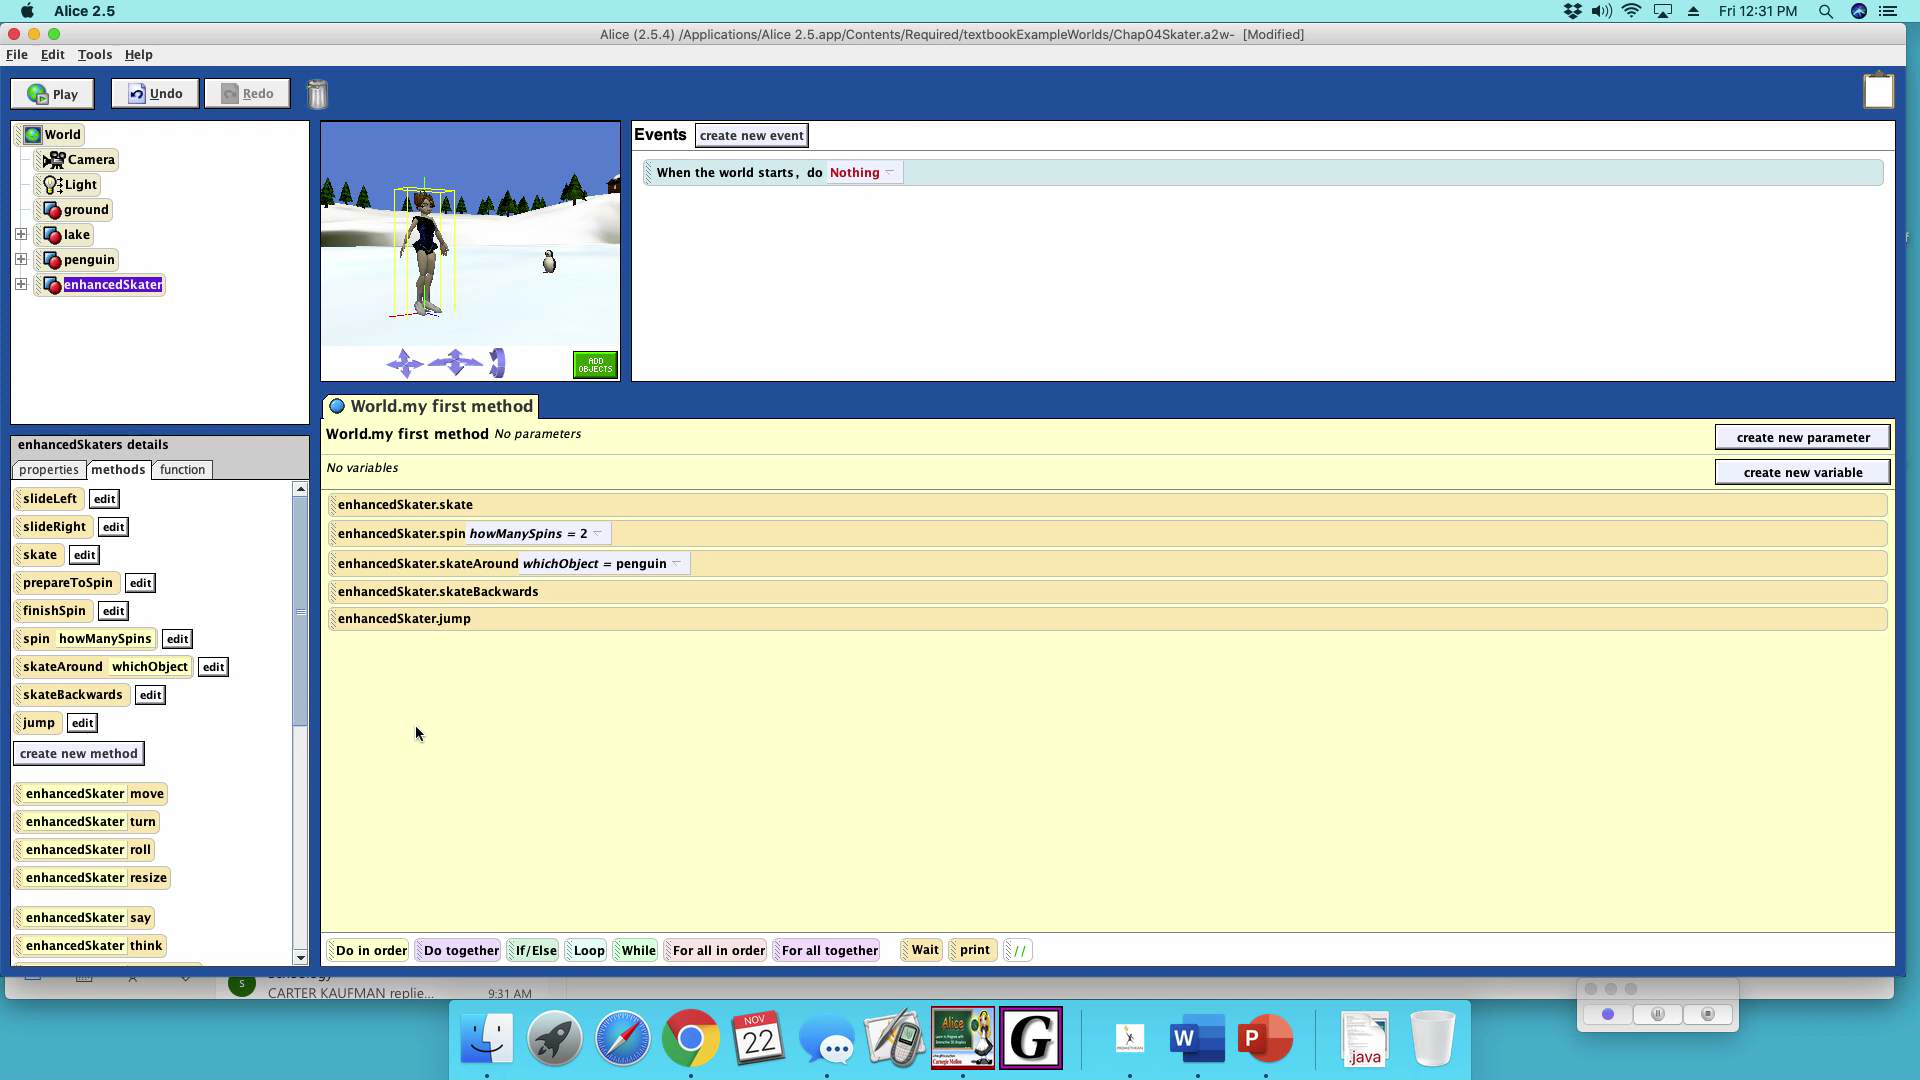 Alice 2.5
Fri 12:31 PM
Alice (2.5.4) /Applications/Alice 2.5.app/Contents/Required/textbookExampleWorlds/Chap04Skater.a2w- [Modified]
File Edit Tools Help
Play Undo Redo
World
Camera
Light
ground
lake
penguin
enhancedSkater
ADD
OBJECTS
Events create new event
When the world starts, do Nothing
enhancedSkaters details
properties methods function
slideLeft edit
slideRight edit
skate edit
prepareToSpin edit
finishSpin edit
spin howManySpins edit
skateAround whichObject edit
skateBackwards edit
jump edit
create new method
enhancedSkater move
enhancedSkater turn
enhancedSkater roll
enhancedSkater resize
enhancedSkater say
enhancedSkater think
World.my first method
World.my first method No parameters
create new parameter
No variables
create new variable
enhancedSkater.skate
enhancedSkater.spin howManySpins = 2
enhancedSkater.skateAround whichObject = penguin
enhancedSkater.skateBackwards
enhancedSkater.jump
Do in order Do together If/Else Loop While For all in order For all together Wait print //
S
CARTER KAUFMAN replie... 9:31 AM
NOV
22
Alice
Carnegie Mellon
G
PROMETHEAN
W
P
.java